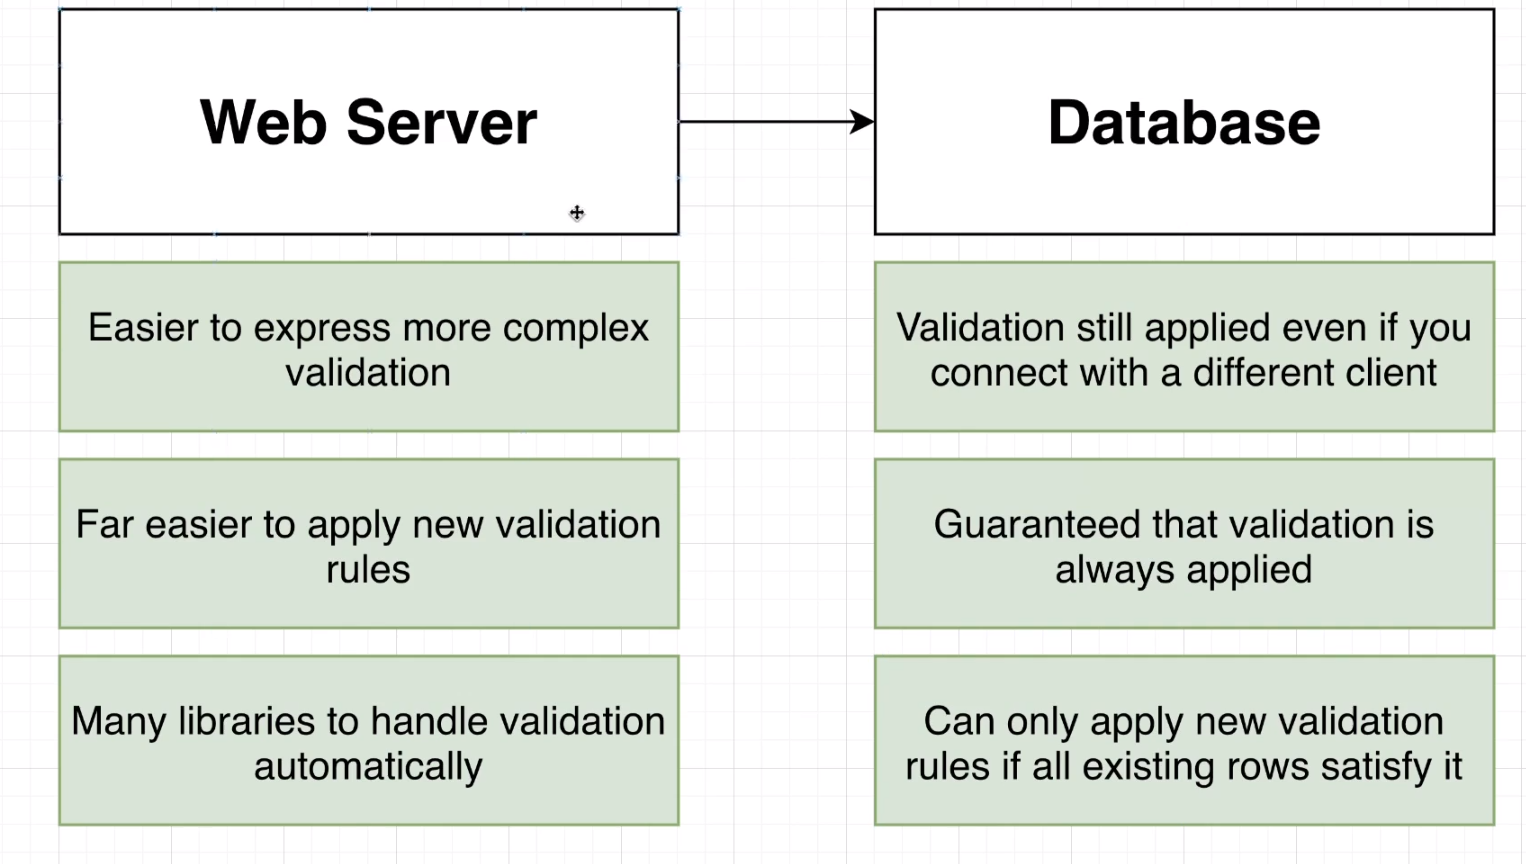 Web Server
Database
Easier to express more complex
validation
Validation still applied even if you
connect with a different client
Far easier to apply new validation
rules
Guaranteed that validation is
always applied
Many libraries to handle validation
automatically
Can only apply new validation
rules if all existing rows satisfy it